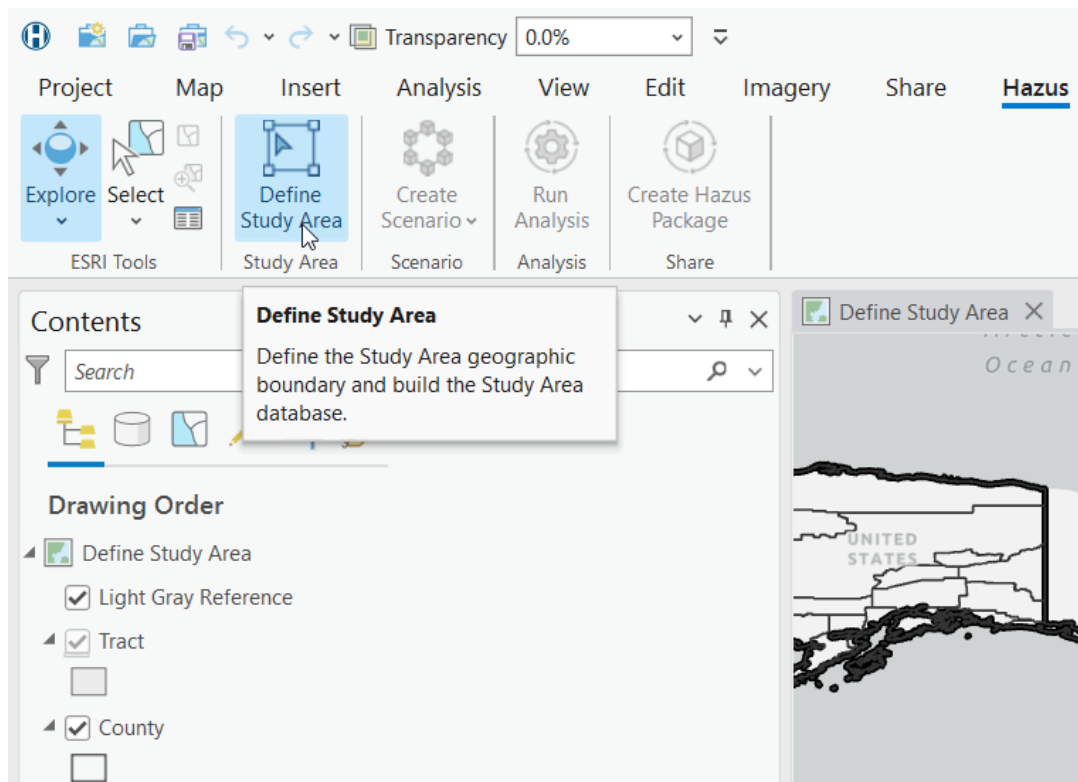 Transparency 0.0%
Project Map Insert Analysis View Edit Imagery Share Hazus
Explore Select Define Study Area Create Scenario Run Analysis Create Hazus Package
ESRI Tools Study Area Scenario Analysis Share
Contents
Search
Define Study Area
Define the Study Area geographic
boundary and build the Study Area
database.
Define Study Area
Ocean
UNITED
STATES
Drawing Order
Define Study Area
Light Gray Reference
Tract
County